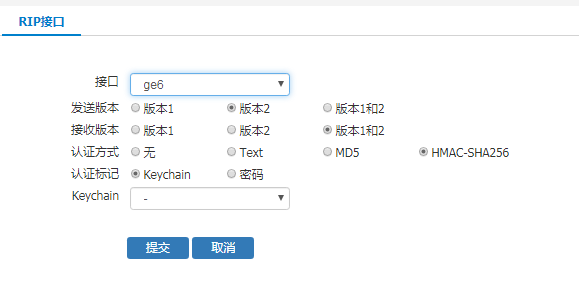 RIP接口
接口 ge6
发送版本 版本1 版本2 版本1和2
接收版本 版本1 版本2 版本1和2
认证方式 无 Text MD5 HMAC-SHA256
认证标记 Keychain 密码
Keychain -
提交 取消